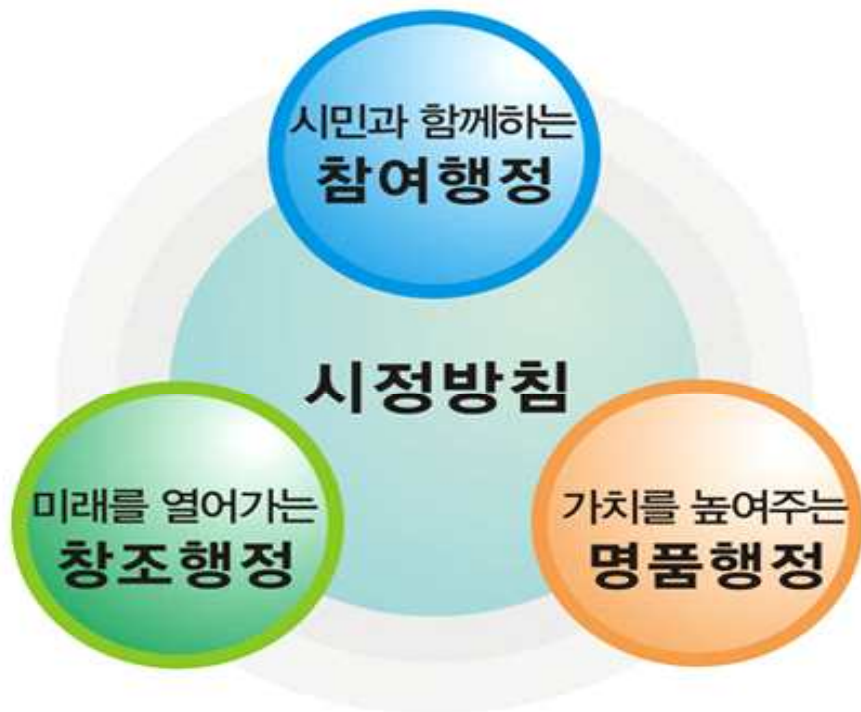 시민과 함께하는
참여행정
시정방침
미래를 열어가는
창조행정
가치를 높여주는
명품행정